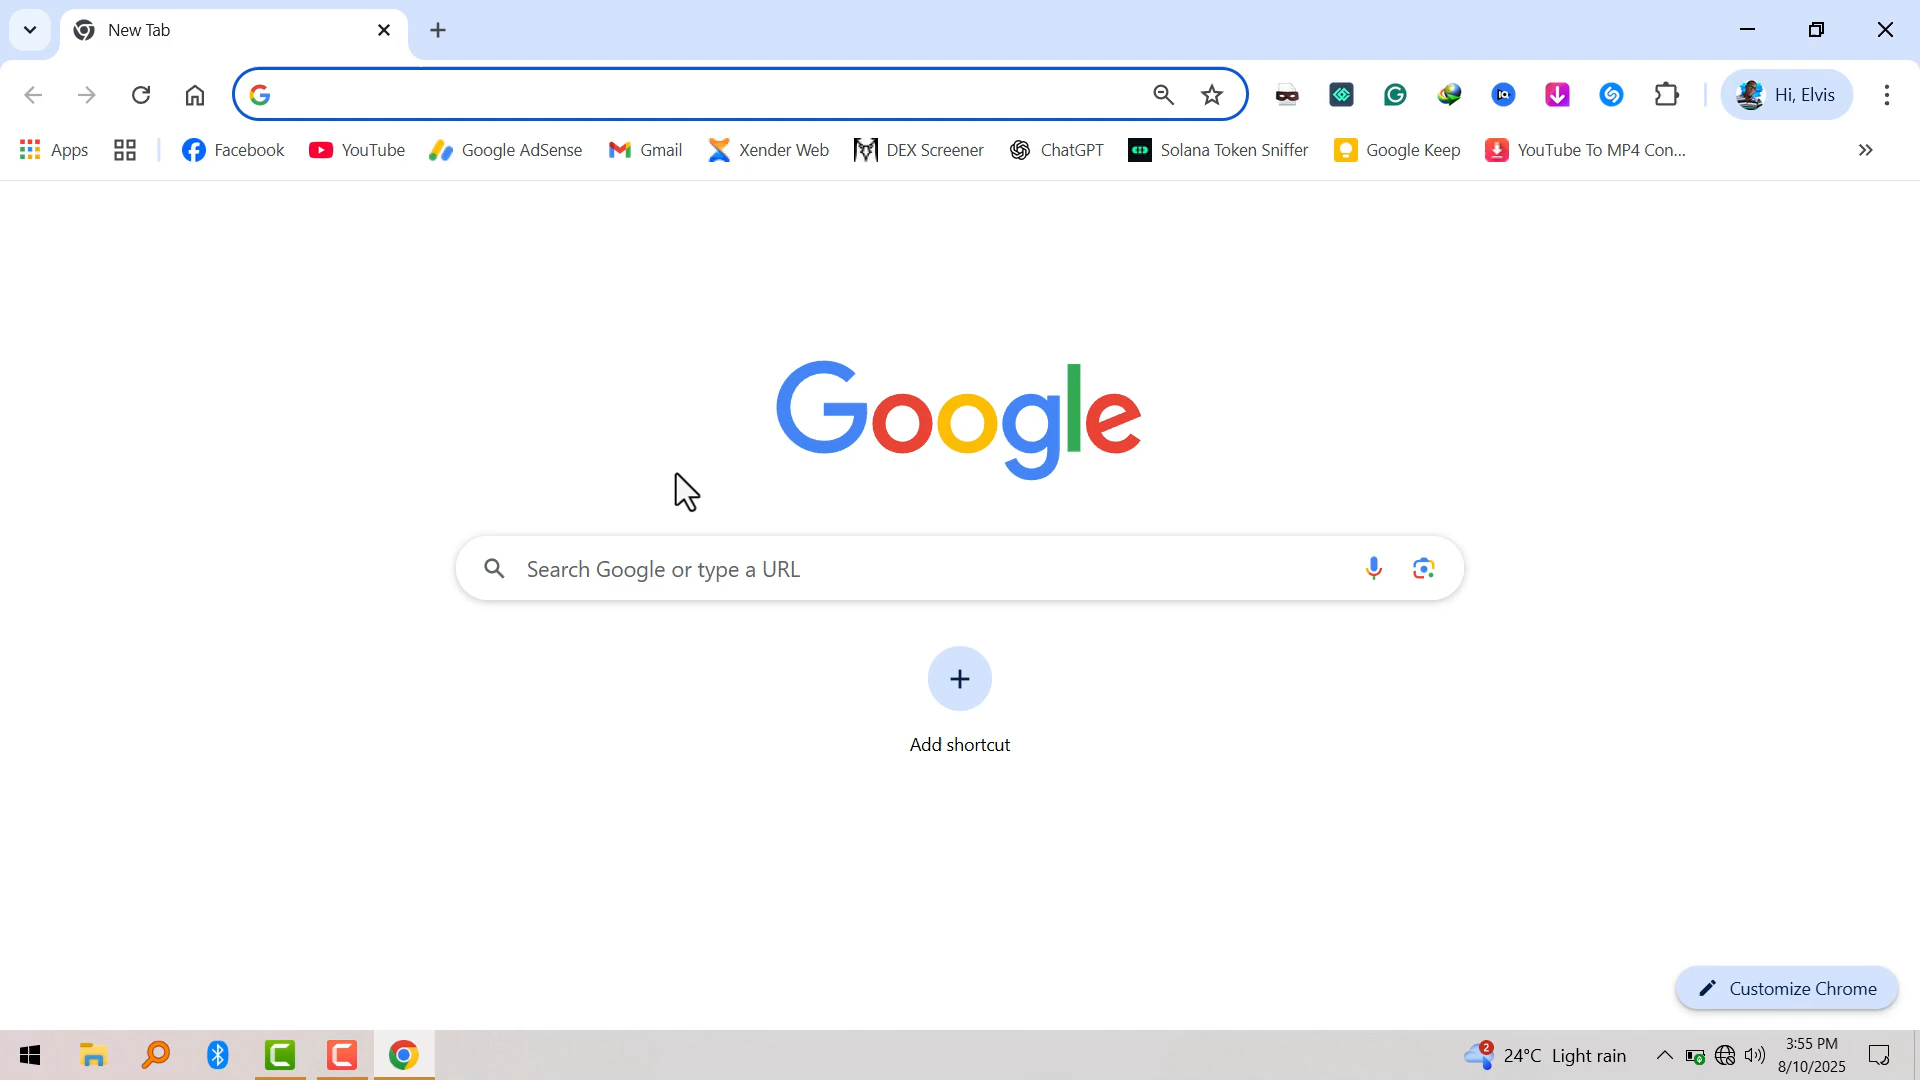 New Tab
Hi, Elvis
Apps
Facebook
YouTube
Google AdSense
Gmail
Xender Web
DEX Screener
ChatGPT
Solana Token Sniffer
Google Keep
YouTube To MP4 Con...
Google
Search Google or type a URL
Add shortcut
Customize Chrome
2
24°C Light rain
3:55 PM
8/10/2025